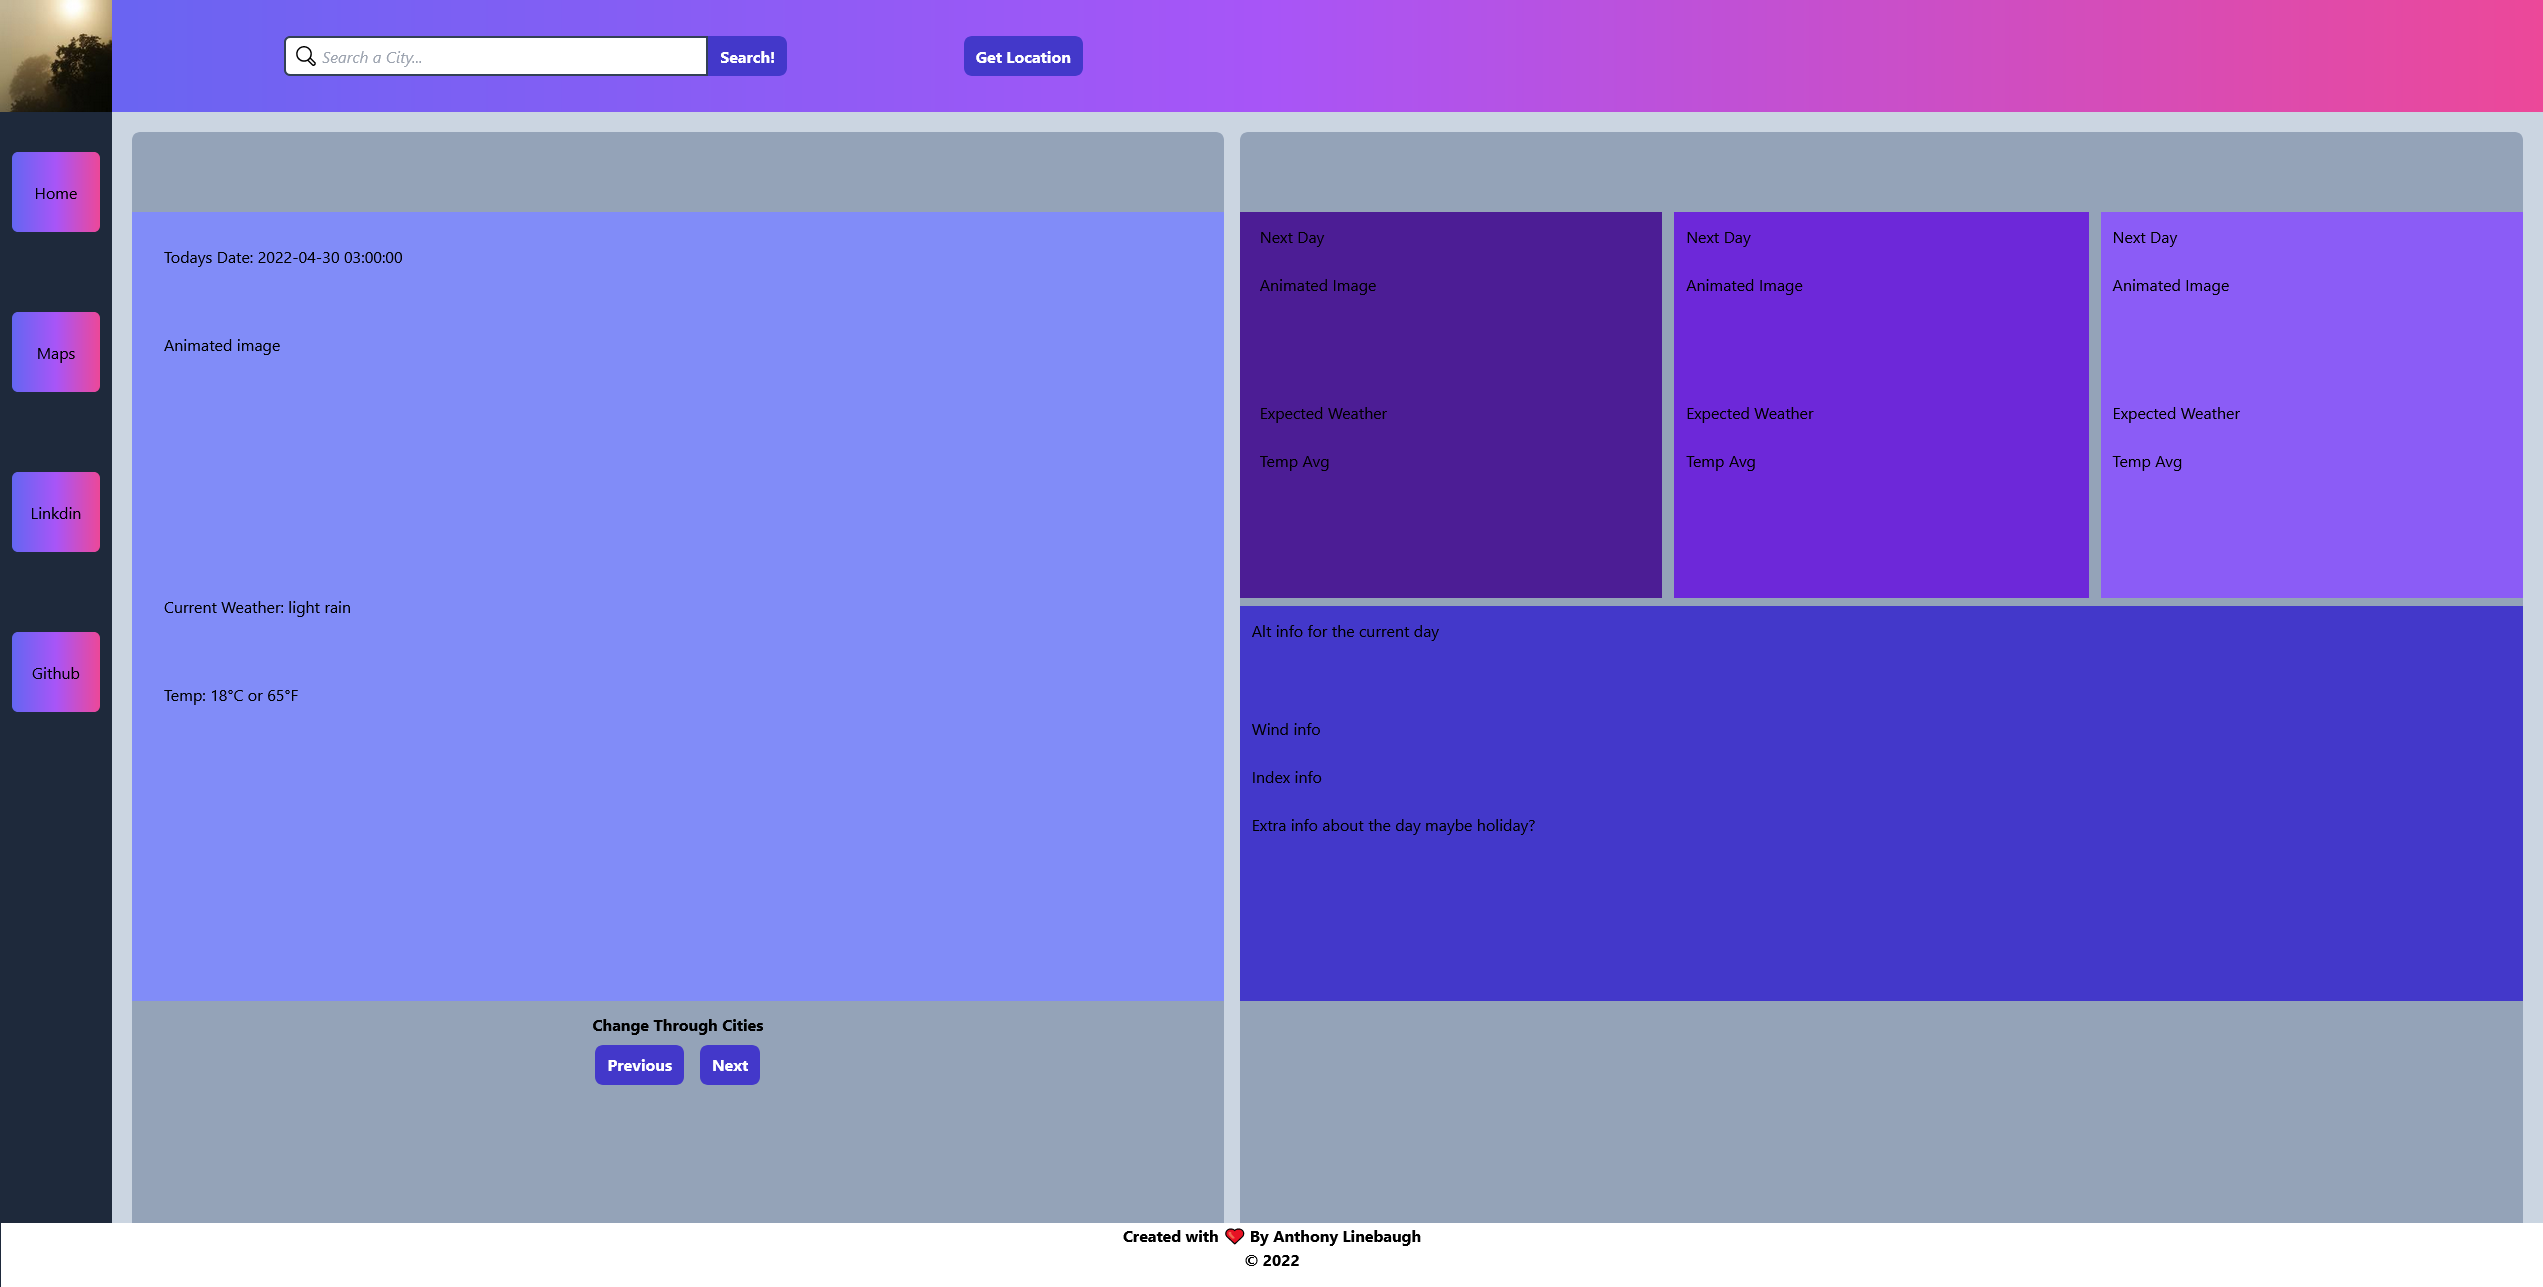 Search a City...
Search!
Get Location
Home
Maps
Linkdin
Github
Todays Date: 2022-04-30 03:00:00
Animated image
Current Weather: light rain
Temp: 18°C or 65°F
Change Through Cities
Previous
Next
Next Day
Animated Image
Expected Weather
Temp Avg
Next Day
Animated Image
Expected Weather
Temp Avg
Next Day
Animated Image
Expected Weather
Temp Avg
Alt info for the current day
Wind info
Index info
Extra info about the day maybe holiday?
Created with ❤️ By Anthony Linebaugh
© 2022